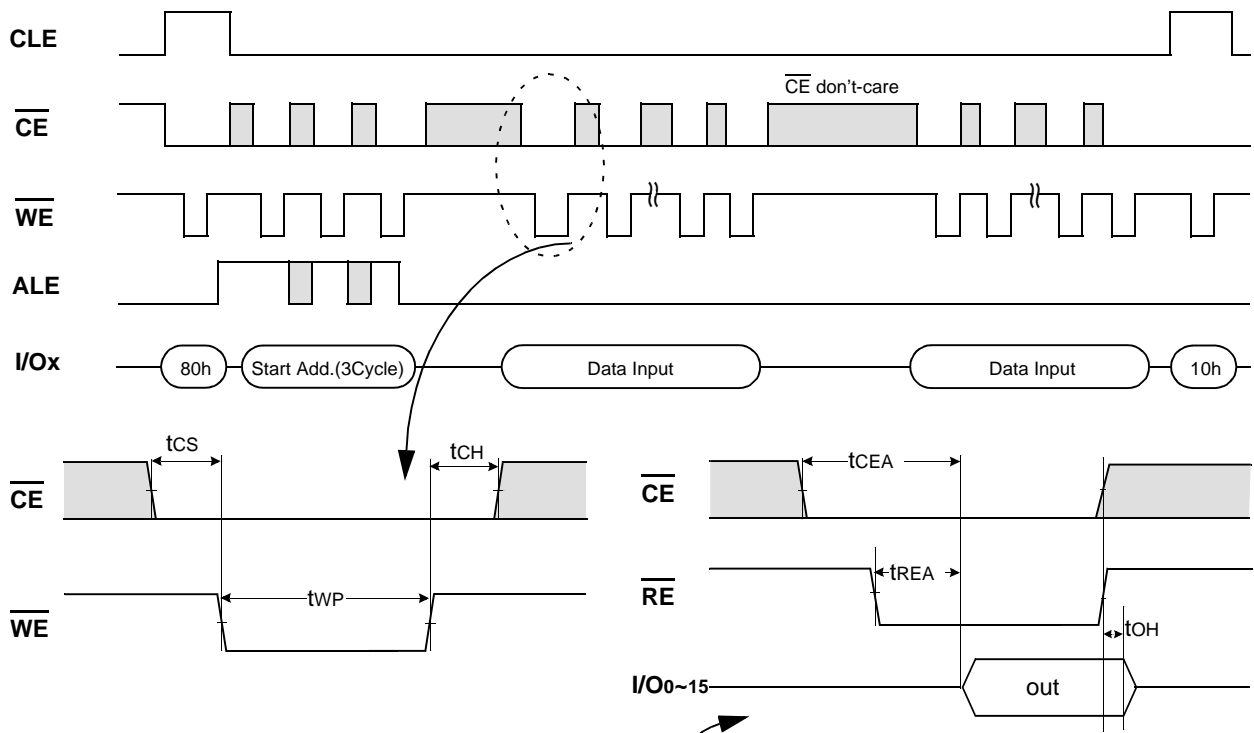 CLE
CE don't-care
CE
WE
ALE
I/Ox
80h
Start Add.(3Cycle)
Data Input
Data Input
10h
tCS
tCH
CE
tWP
WE
tCEA
CE
tREA
RE
tOH
I/O0~15
out